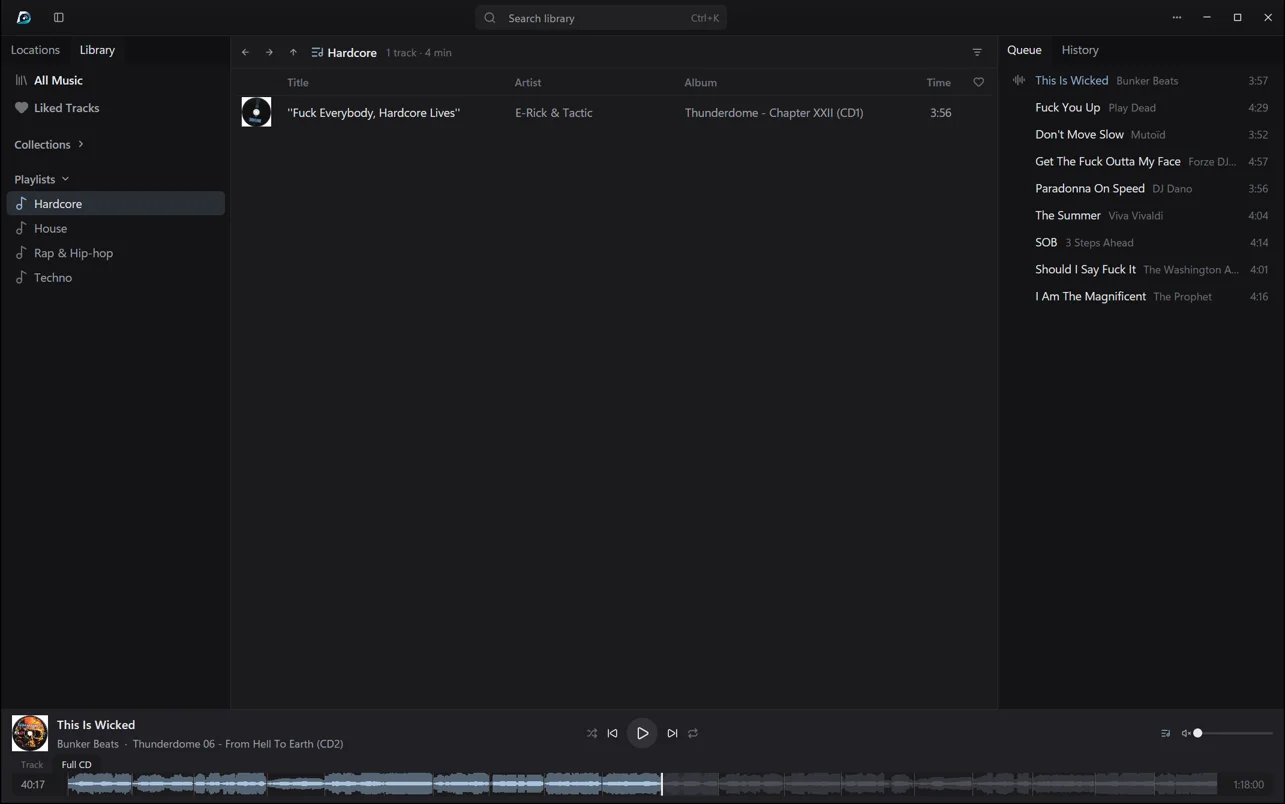 Search library Ctrl+K
Locations Library
All Music
Liked Tracks
Collections
Playlists
Hardcore
House
Rap & Hip-hop
Techno
Hardcore 1 track · 4 min
Title Artist Album Time
"Fuck Everybody, Hardcore Lives" E-Rick & Tactic Thunderdome - Chapter XXII (CD1) 3:56
Queue History
This Is Wicked Bunker Beats 3:57
Fuck You Up Play Dead 4:29
Don't Move Slow Mutoïd 3:52
Get The Fuck Outta My Face Forze DJ... 4:57
Paradonna On Speed DJ Dano 3:56
The Summer Viva Vivaldi 4:04
SOB 3 Steps Ahead 4:14
Should I Say Fuck It The Washington A... 4:01
I Am The Magnificent The Prophet 4:16
This Is Wicked
Bunker Beats · Thunderdome 06 - From Hell To Earth (CD2)
Track Full CD
40:17 1:18:00